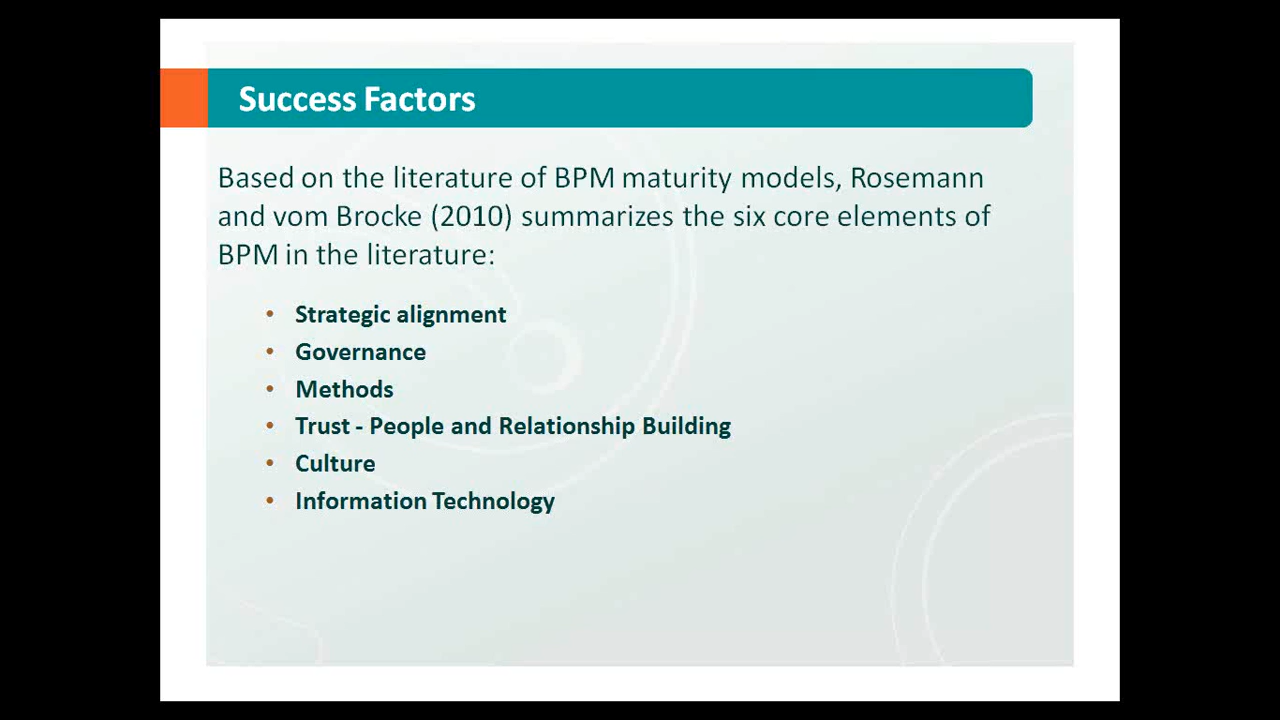 Success Factors
Based on the literature of BPM maturity models, Rosemann
and vom Brocke (2010) summarizes the six core elements of
BPM in the literature:
• Strategic alignment
• Governance
• Methods
• Trust - People and Relationship Building
• Culture
• Information Technology